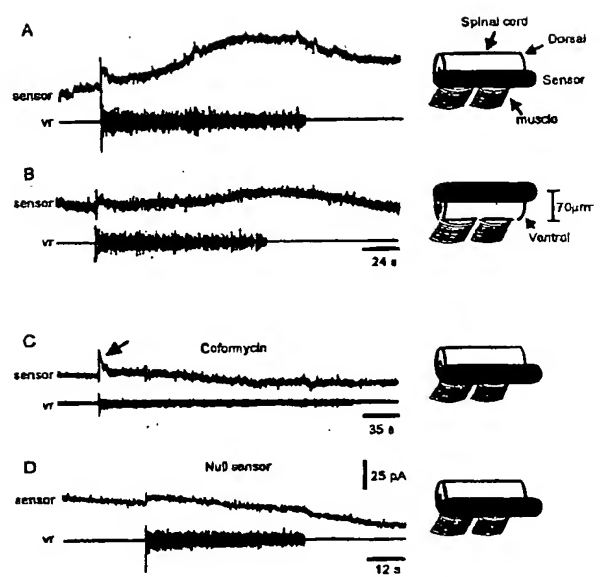 A
Spinal cord
Dorsal
Sensor
muscle
sensor
vr
B
sensor
vr
24 s
70µm
Ventral
C
Coformycin
sensor
vr
35 s
D
Null sensor
25 pA
sensor
vr
12 s